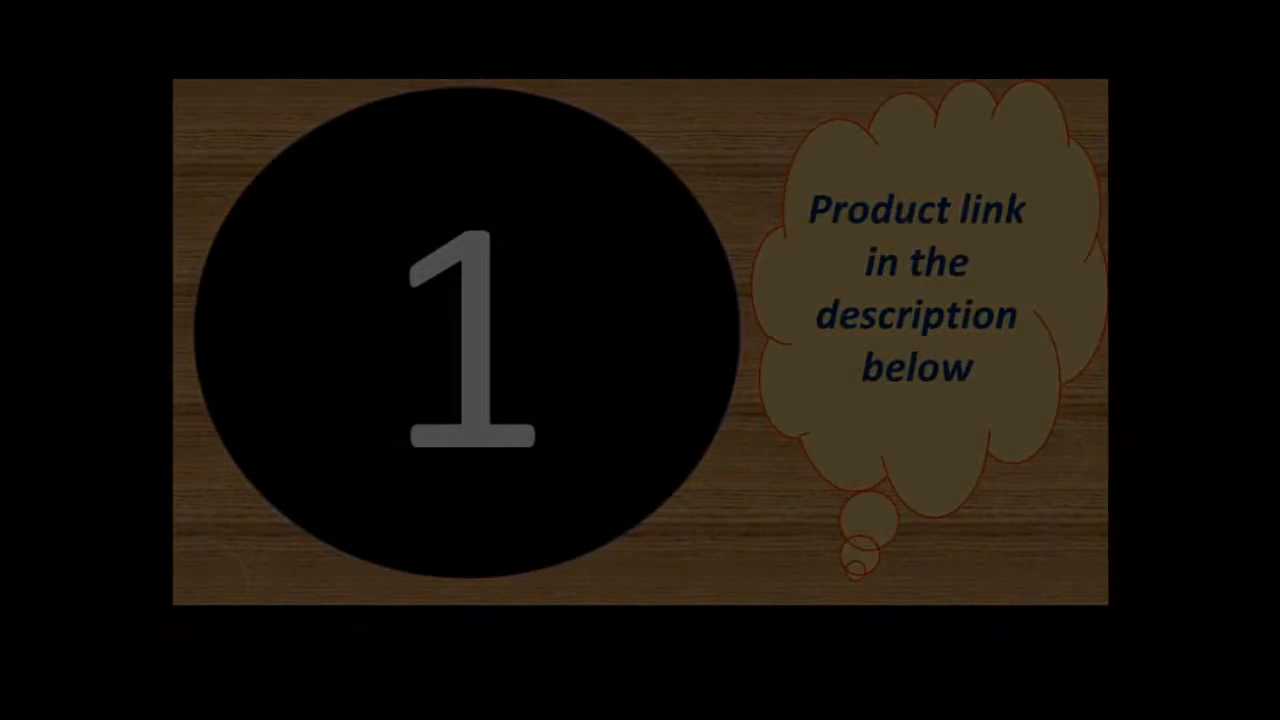 1
Product link
in the
description
below